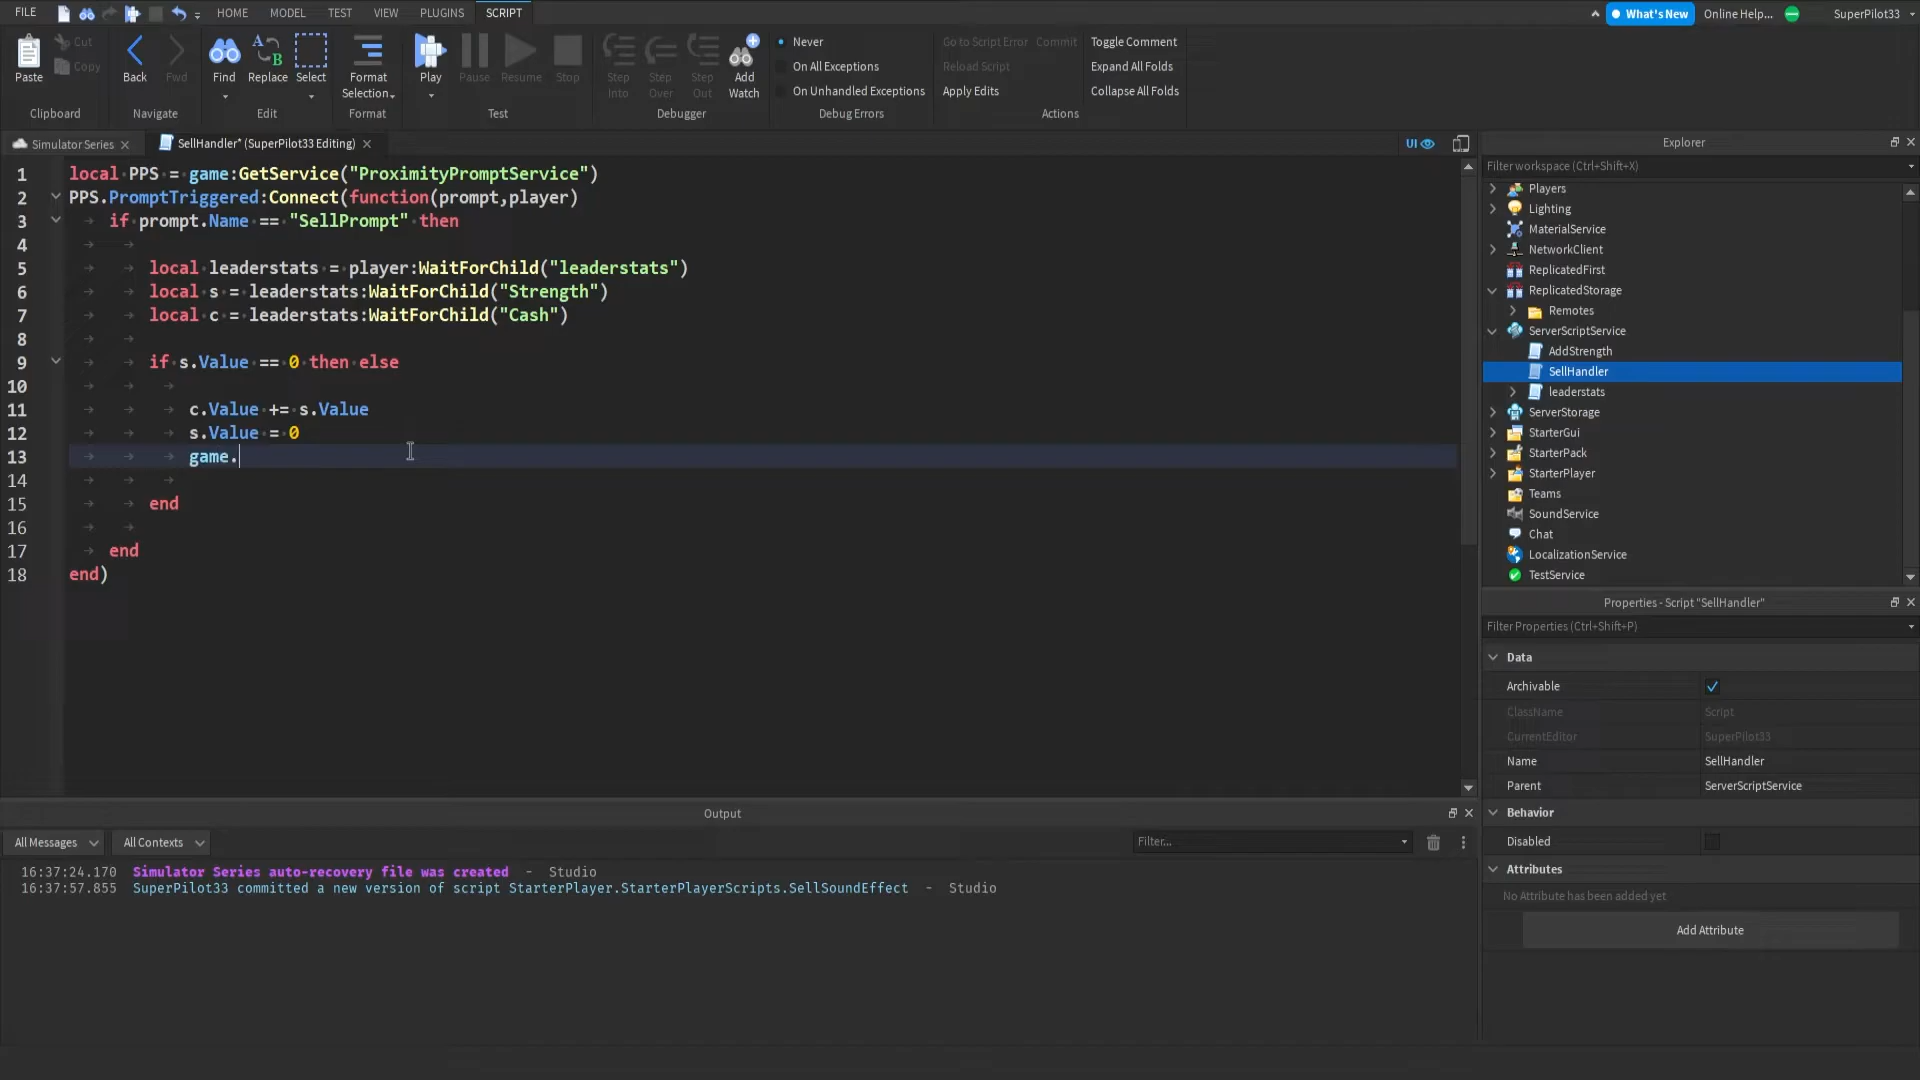 FILE HOME MODEL TEST VIEW PLUGINS SCRIPT What's New Online Help... SuperPilot33
Paste Cut Copy Clipboard
Back Fwd Navigate
Find Replace Select Edit
Format Selection Format
Play Pause Resume Stop Test
Step Into Step Over Step Out Add Watch Debugger
Never
On All Exceptions
On Unhandled Exceptions
Debug Errors
Go to Script Error Commit Toggle Comment
Reload Script Expand All Folds
Apply Edits Collapse All Folds
Actions
Simulator Series SellHandler* (SuperPilot33 Editing) UI
1 local PPS = game:GetService("ProximityPromptService")
2 PPS.PromptTriggered:Connect(function(prompt,player)
3 if prompt.Name == "SellPrompt" then
4
5 local leaderstats = player:WaitForChild("leaderstats")
6 local s = leaderstats:WaitForChild("Strength")
7 local c = leaderstats:WaitForChild("Cash")
8
9 if s.Value == 0 then else
10
11 c.Value += s.Value
12 s.Value = 0
13 game.
14
15 end
16
17 end
18 end)
Explorer
Filter workspace (Ctrl+Shift+X)
Players
Lighting
MaterialService
NetworkClient
ReplicatedFirst
ReplicatedStorage
Remotes
ServerScriptService
AddStrength
SellHandler
leaderstats
ServerStorage
StarterGui
StarterPack
StarterPlayer
Teams
SoundService
Chat
LocalizationService
TestService
Properties - Script "SellHandler"
Filter Properties (Ctrl+Shift+P)
Data
Archivable
ClassName Script
CurrentEditor SuperPilot33
Name SellHandler
Parent ServerScriptService
Behavior
Disabled
Attributes
No Attribute has been added yet
Add Attribute
Output
All Messages All Contexts Filter...
16:37:24.170 Simulator Series auto-recovery file was created - Studio
16:37:57.855 SuperPilot33 committed a new version of script StarterPlayer.StarterPlayerScripts.SellSoundEffect - Studio